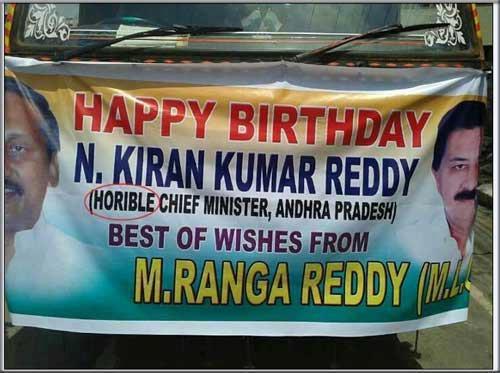 HAPPY BIRTHDAY
N. KIRAN KUMAR REDDY
(HORIBLE CHIEF MINISTER, ANDHRA PRADESH)
BEST OF WISHES FROM
M.RANGA REDDY (M.L.